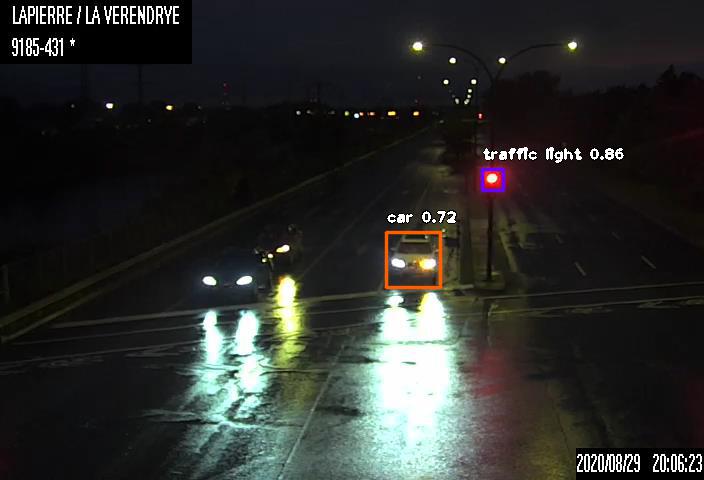 LAPIERRE / LA VERENDRYE
9185-431 *
traffic light 0.86
car 0.72
2020/08/29 20:06:23